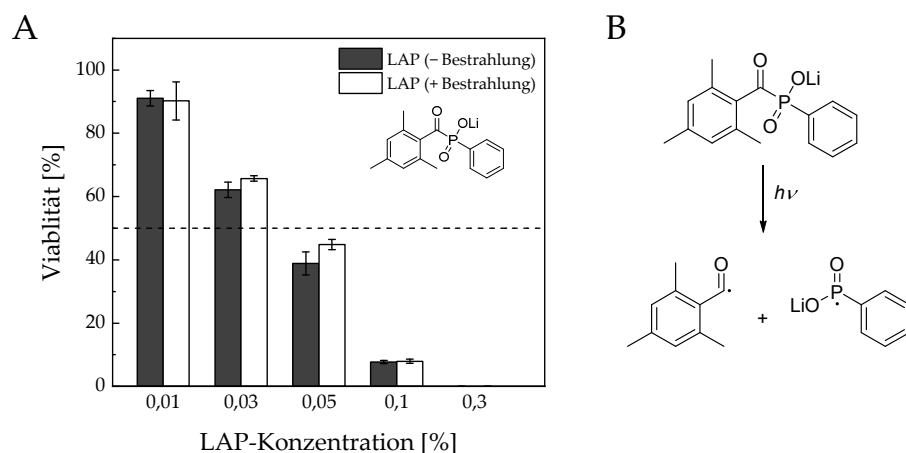 A
100
80
60
40
20
0
Viablität [%]
LAP (– Bestrahlung)
LAP (+ Bestrahlung)
O
OLi
P
O
0,01 0,03 0,05 0,1 0,3
LAP-Konzentration [%]
B
O
OLi
P
O
hν
O
·
+
O
LiO
P
·